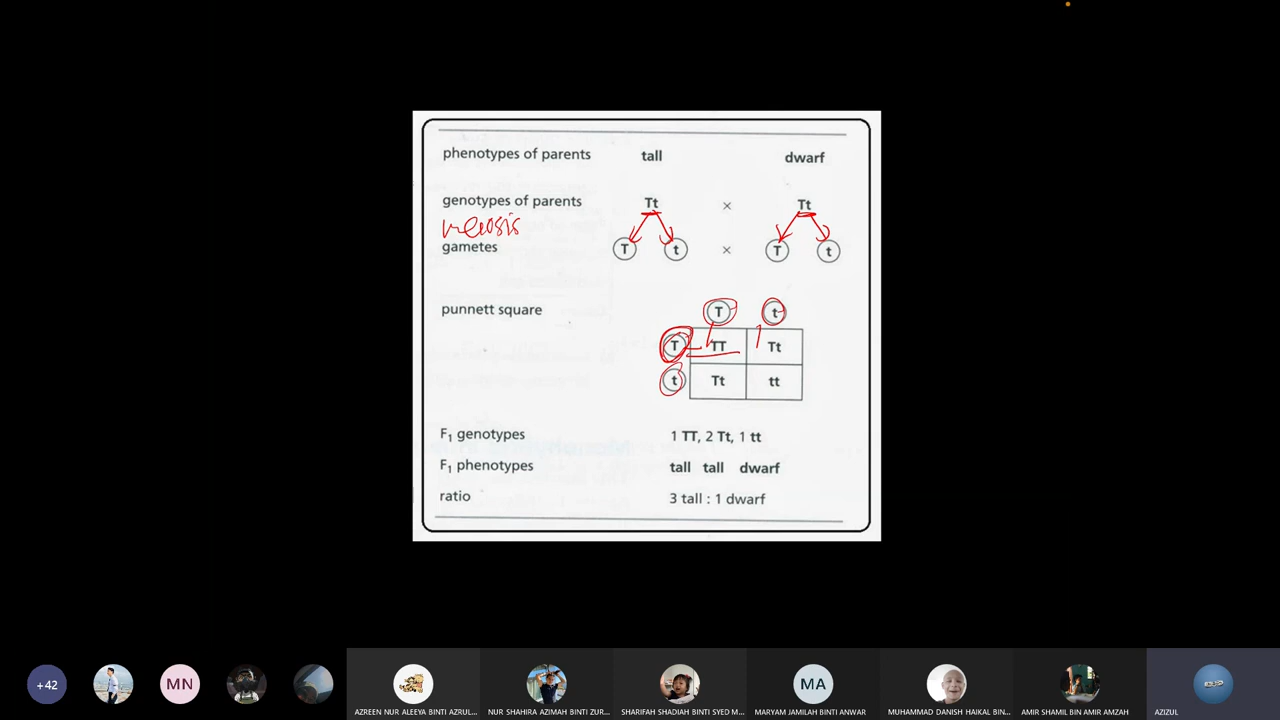 phenotypes of parents tall dwarf
genotypes of parents Tt × Tt
meiosis
gametes T t × T t
punnett square T t
T TT Tt
t Tt tt
F₁ genotypes 1 TT, 2 Tt, 1 tt
F₁ phenotypes tall tall dwarf
ratio 3 tall : 1 dwarf
+42 MN MA
AZREEN NUR ALEEYA BINTI AZRUL... NUR SHAHIRA AZIMAH BINTI ZUR... SHARIFAH SHADIAH BINTI SYED M... MARYAM JAMILAH BINTI ANWAR MUHAMMAD DANISH HAIKAL BIN... AMIR SHAMIL BIN AMIR AMZAH AZIZUL